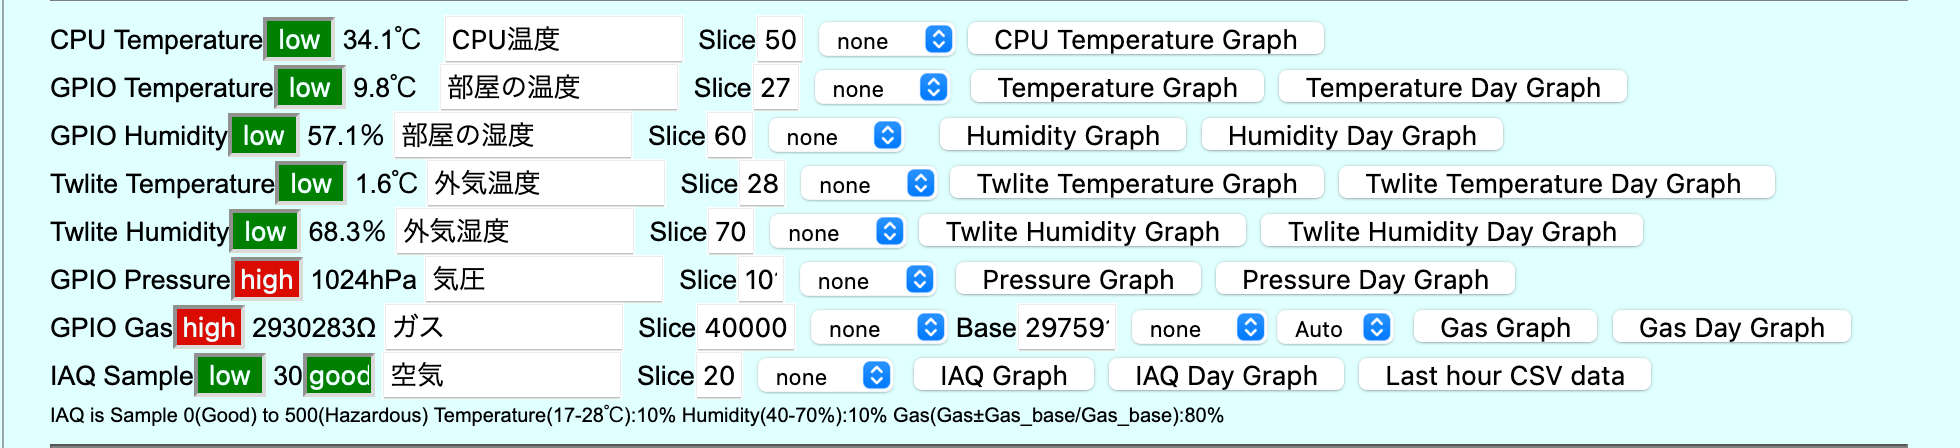 CPU Temperature low 34.1℃ CPU温度 Slice 50 none CPU Temperature Graph
GPIO Temperature low 9.8℃ 部屋の温度 Slice 27 none Temperature Graph Temperature Day Graph
GPIO Humidity low 57.1% 部屋の湿度 Slice 60 none Humidity Graph Humidity Day Graph
Twlite Temperature low 1.6℃ 外気温度 Slice 28 none Twlite Temperature Graph Twlite Temperature Day Graph
Twlite Humidity low 68.3% 外気湿度 Slice 70 none Twlite Humidity Graph Twlite Humidity Day Graph
GPIO Pressure high 1024hPa 気圧 Slice 10 none Pressure Graph Pressure Day Graph
GPIO Gas high 2930283Ω ガス Slice 40000 none Base 29759 none Auto Gas Graph Gas Day Graph
IAQ Sample low 30 good 空気 Slice 20 none IAQ Graph IAQ Day Graph Last hour CSV data
IAQ is Sample 0(Good) to 500(Hazardous) Temperature(17-28℃):10% Humidity(40-70%):10% Gas(Gas±Gas_base/Gas_base):80%